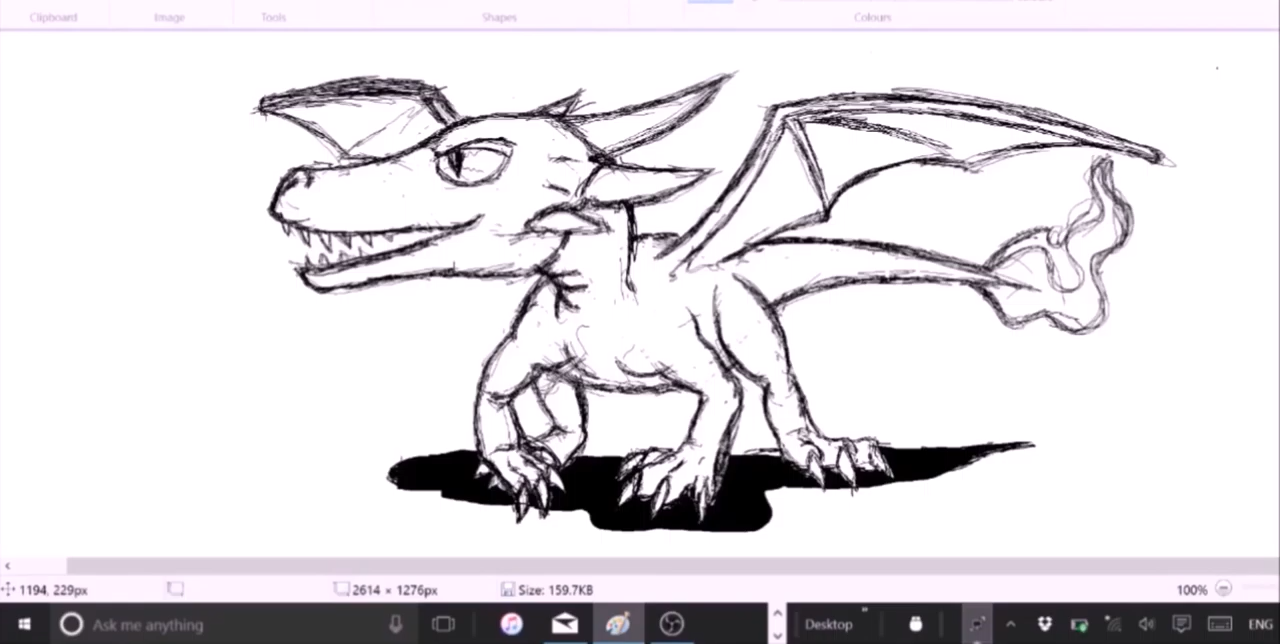 Clipboard Image Tools Shapes Colours
1194, 229px 2614 × 1276px Size: 159.7KB 100%
Ask me anything Desktop ENG